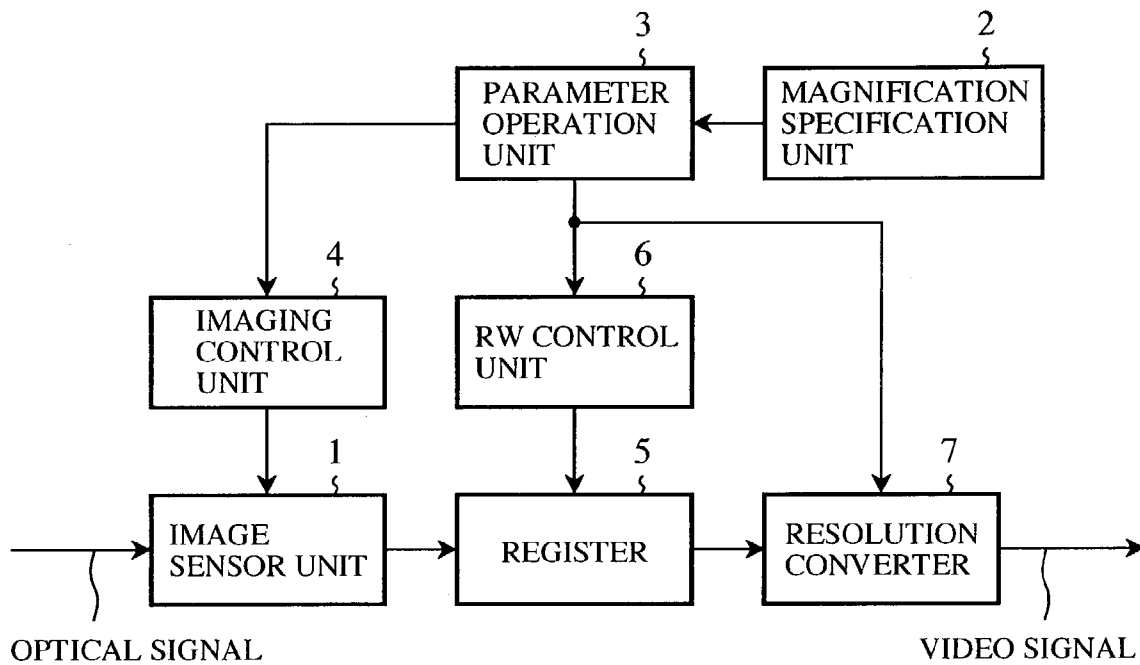 3
2
PARAMETER
OPERATION
UNIT
MAGNIFICATION
SPECIFICATION
UNIT
4
6
IMAGING
CONTROL
UNIT
RW CONTROL
UNIT
1
5
7
IMAGE
SENSOR UNIT
REGISTER
RESOLUTION
CONVERTER
OPTICAL SIGNAL
VIDEO SIGNAL